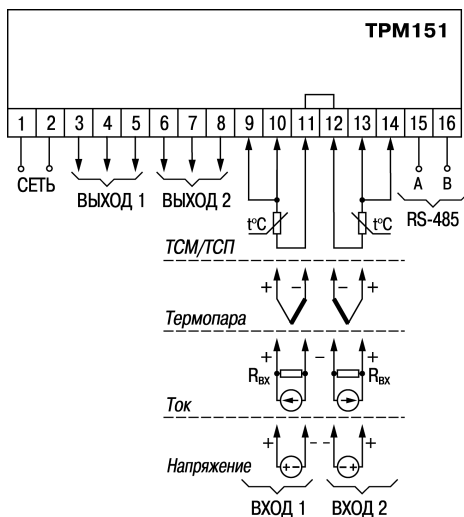 ТРМ151
1 2 3 4 5 6 7 8 9 10 11 12 13 14 15 16
СЕТЬ
ВЫХОД 1
ВЫХОД 2
A B
RS-485
t°C
t°C
ТСМ/ТСП
+ - - +
Термопара
+ - +
Rвх
Rвх
Ток
+ - - +
+ -
- +
Напряжение
ВХОД 1
ВХОД 2